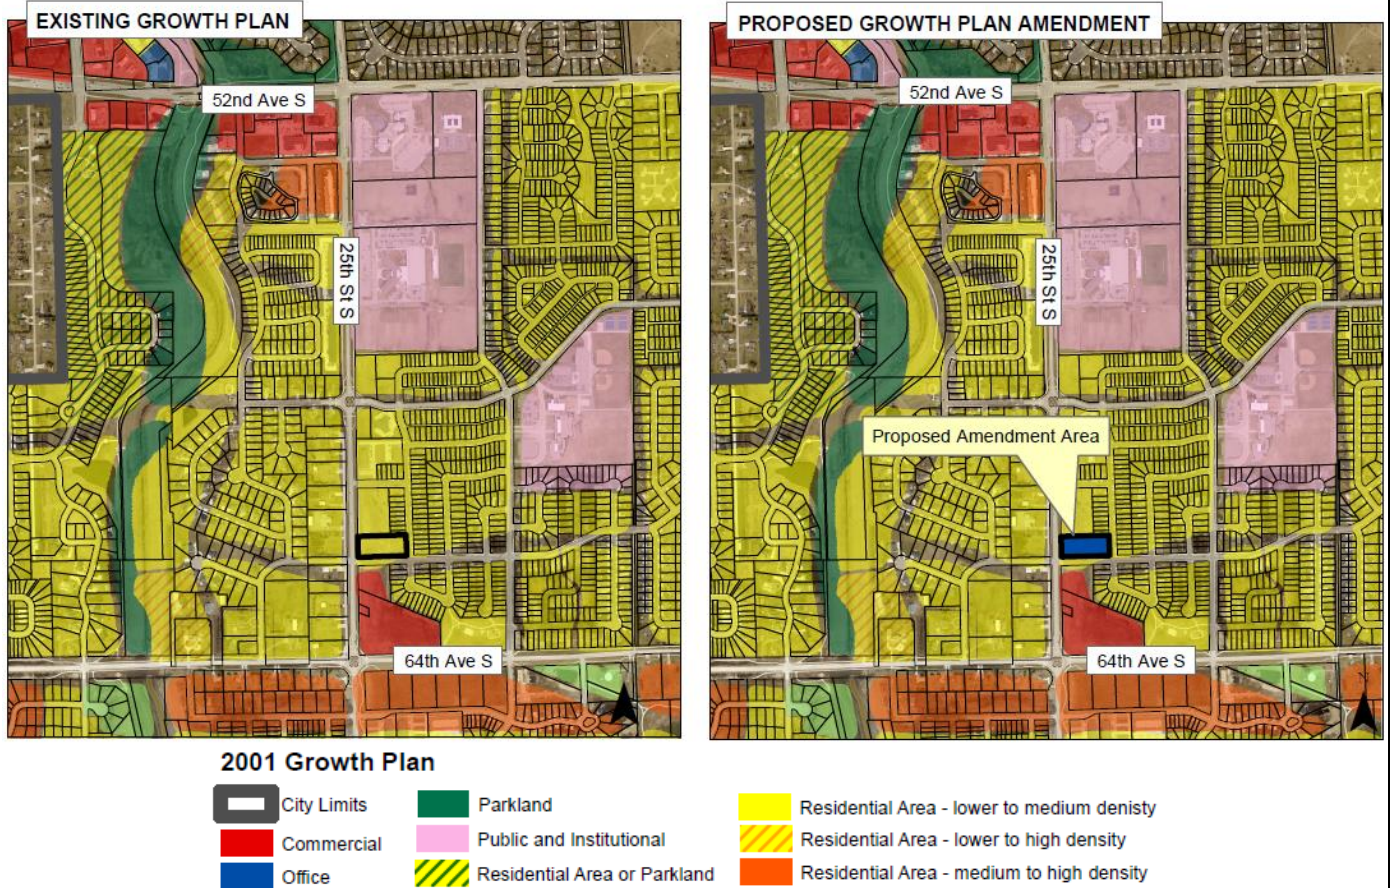 EXISTING GROWTH PLAN
52nd Ave S
25th St S
64th Ave S
PROPOSED GROWTH PLAN AMENDMENT
52nd Ave S
25th St S
Proposed Amendment Area
64th Ave S
N
2001 Growth Plan
City Limits
Commercial
Office
Parkland
Public and Institutional
Residential Area or Parkland
Residential Area - lower to medium denisty
Residential Area - lower to high density
Residential Area - medium to high density